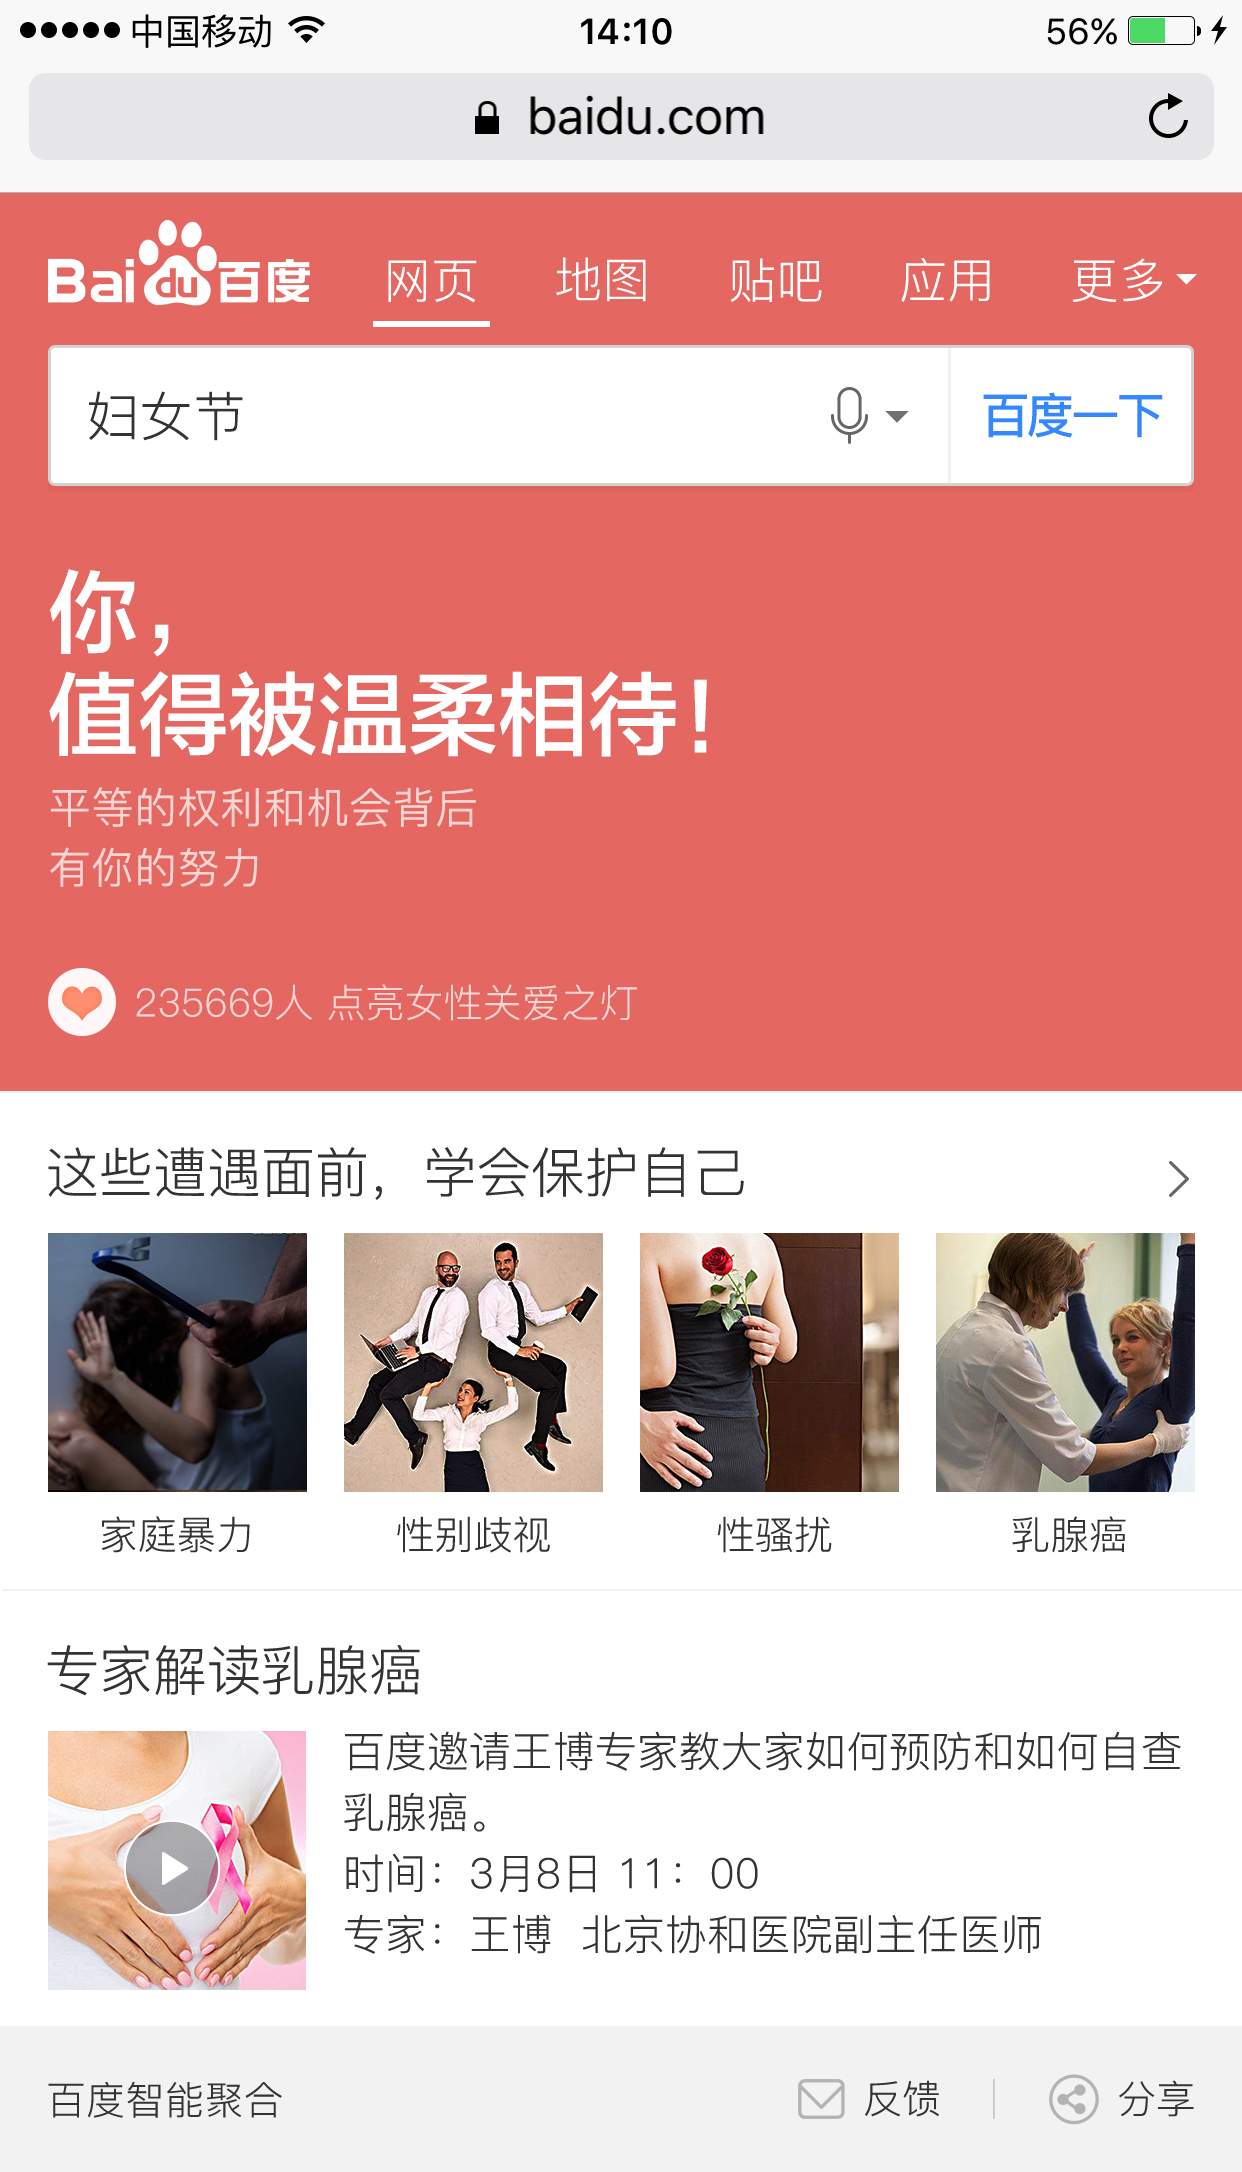 中国移动
14:10
56%
baidu.com
Bai du 百度
网页
地图
贴吧
应用
更多
妇女节
百度一下
你，
值得被温柔相待！
平等的权利和机会背后
有你的努力
235669人 点亮女性关爱之灯
这些遭遇面前，学会保护自己
家庭暴力
性别歧视
性骚扰
乳腺癌
专家解读乳腺癌
百度邀请王博专家教大家如何预防和如何自查
乳腺癌。
时间：3月8日 11：00
专家：王博 北京协和医院副主任医师
百度智能聚合
反馈
分享